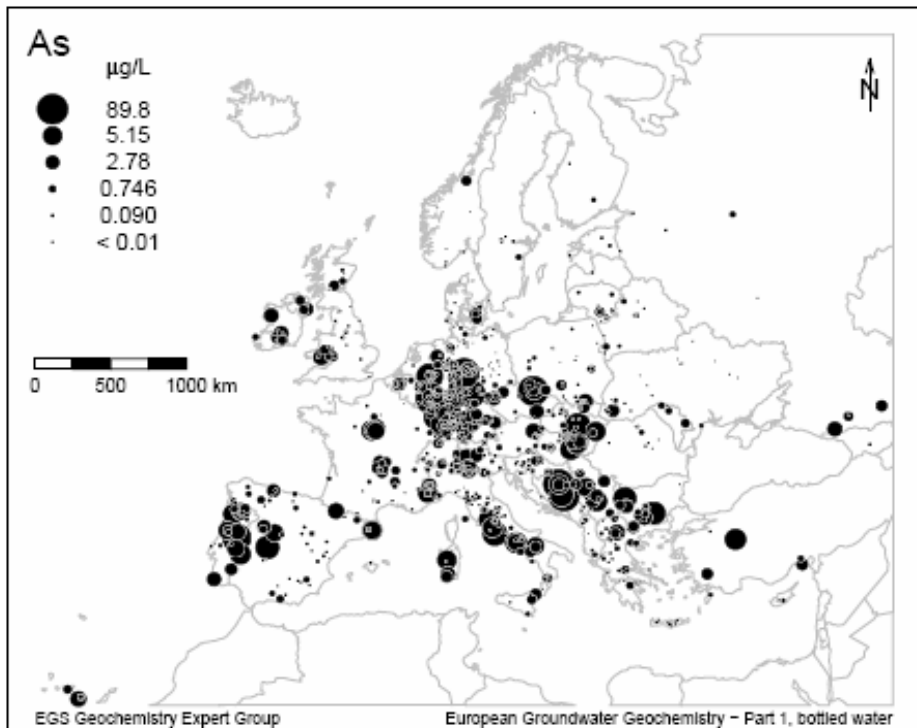 As
µg/L
89.8
5.15
2.78
0.746
0.090
< 0.01
N
0 500 1000 km
EGS Geochemistry Expert Group
European Groundwater Geochemistry − Part 1, bottled water